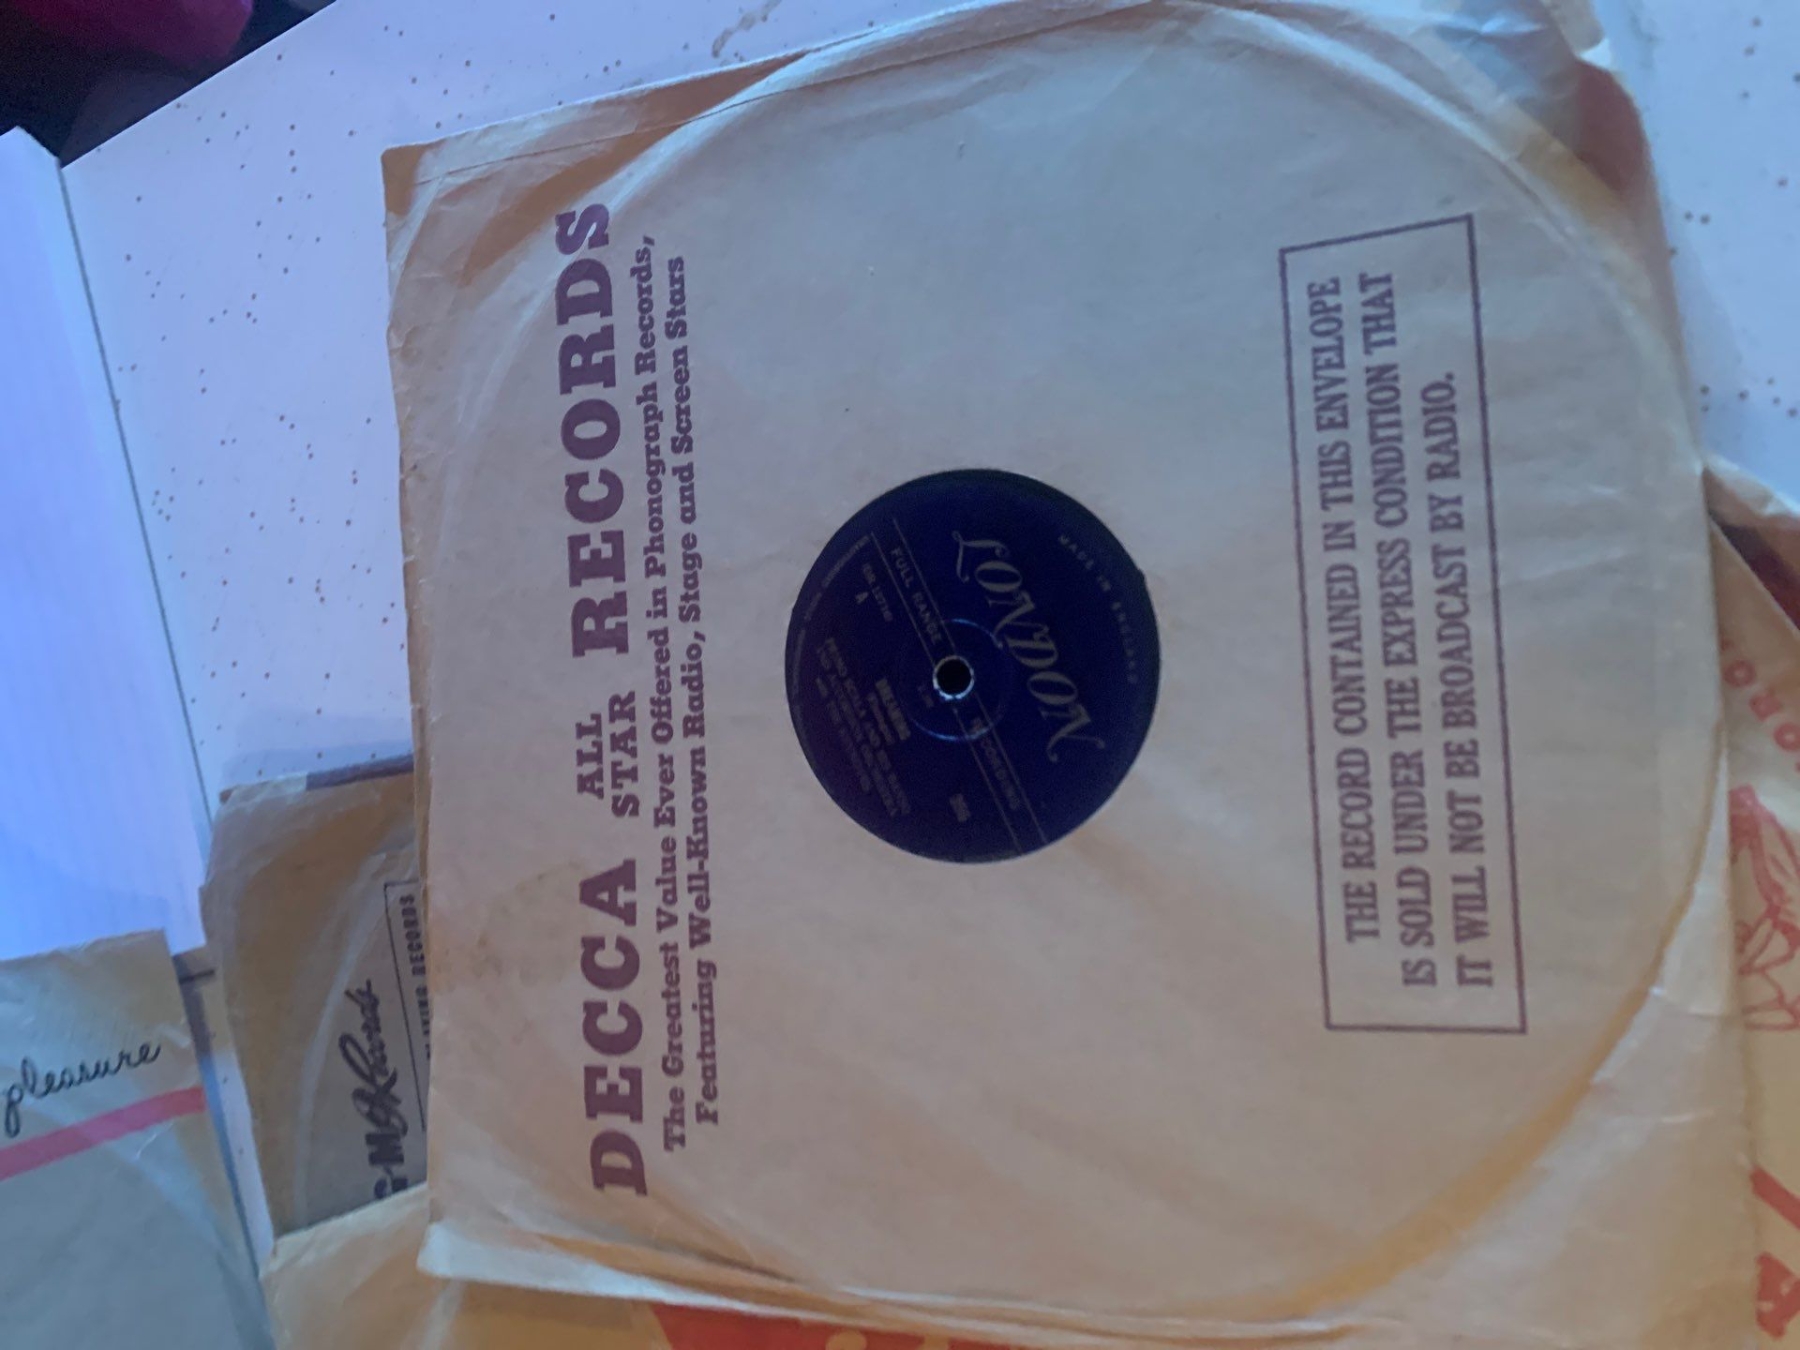 DECCA ALL STAR RECORDS
The Greatest Value Ever Offered in Phonograph Records,
Featuring Well-Known Radio, Stage and Screen Stars
MADE IN ENGLAND
LONDON
FULL RANGE RECORDING
A
THE RECORD CONTAINED IN THIS ENVELOPE
IS SOLD UNDER THE EXPRESS CONDITION THAT
IT WILL NOT BE BROADCAST BY RADIO.
RECORDS
pleasure